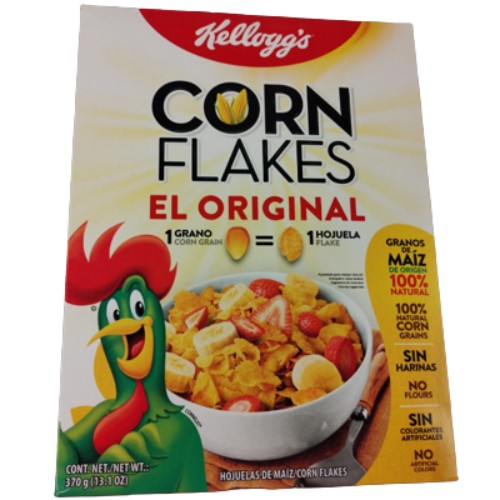 Kellogg's
CORN
FLAKES
EL ORIGINAL
1 GRANO
CORN GRAIN
=
1 HOJUELA
FLAKE
GRANOS
DE
MAÍZ
DE ORIGEN
100%
NATURAL
100%
NATURAL
CORN
GRAINS
SIN
HARINAS
NO
FLOURS
SIN
COLORANTES
ARTIFICIALES
NO
ARTIFICIAL
COLORS
CONT. NET./NET WT.:
370 g (13.1 OZ)
HOJUELAS DE MAÍZ/CORN FLAKES